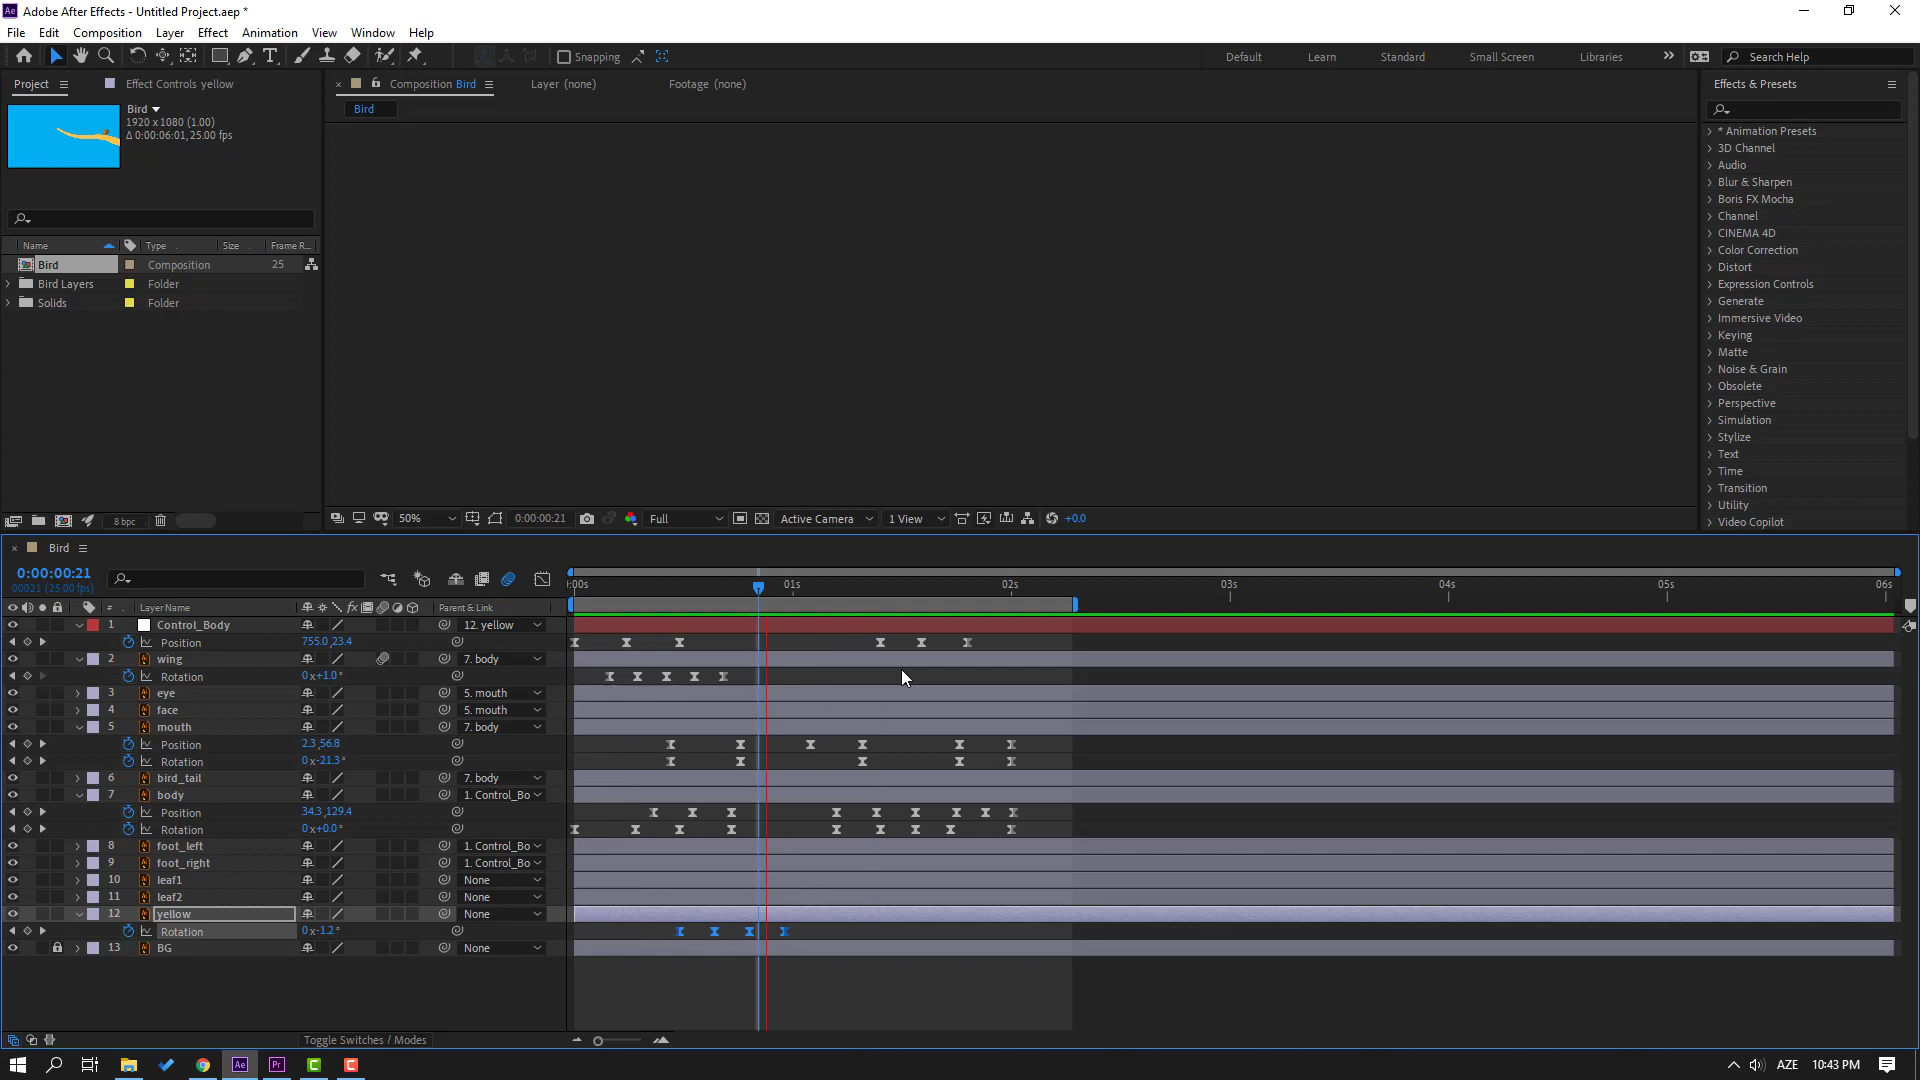 Adobe After Effects - Untitled Project.aep *
File Edit Composition Layer Effect Animation View Window Help
Snapping
Default Learn Standard Small Screen Libraries
Search Help
Project Effect Controls yellow
Composition Bird Layer (none) Footage (none)
Effects & Presets
Bird
1920 x 1080 (1.00)
Δ 0:00:06:01, 25.00 fps
Bird
Name Type Size Frame R...
Bird Composition 25
Bird Layers Folder
Solids Folder
8 bpc
* Animation Presets
3D Channel
Audio
Blur & Sharpen
Boris FX Mocha
Channel
CINEMA 4D
Color Correction
Distort
Expression Controls
Generate
Immersive Video
Keying
Matte
Noise & Grain
Obsolete
Perspective
Simulation
Stylize
Text
Time
Transition
Utility
Video Copilot
50% 0:00:00:21 Full Active Camera 1 View +0.0
Bird
0:00:00:21
00021 (25.00 fps)
:00s 01s 02s 03s 04s 05s 06s
# Layer Name fx Parent & Link
1 Control_Body 12. yellow
Position 755.0,23.4
2 wing 7. body
Rotation 0x+1.0°
3 eye 5. mouth
4 face 5. mouth
5 mouth 7. body
Position 2.3,56.8
Rotation 0x-21.3°
6 bird_tail 7. body
7 body 1. Control_Bo
Position 34.3,129.4
Rotation 0x+0.0°
8 foot_left 1. Control_Bo
9 foot_right 1. Control_Bo
10 leaf1 None
11 leaf2 None
12 yellow None
Rotation 0x-1.2°
13 BG None
Toggle Switches / Modes
AZE 10:43 PM